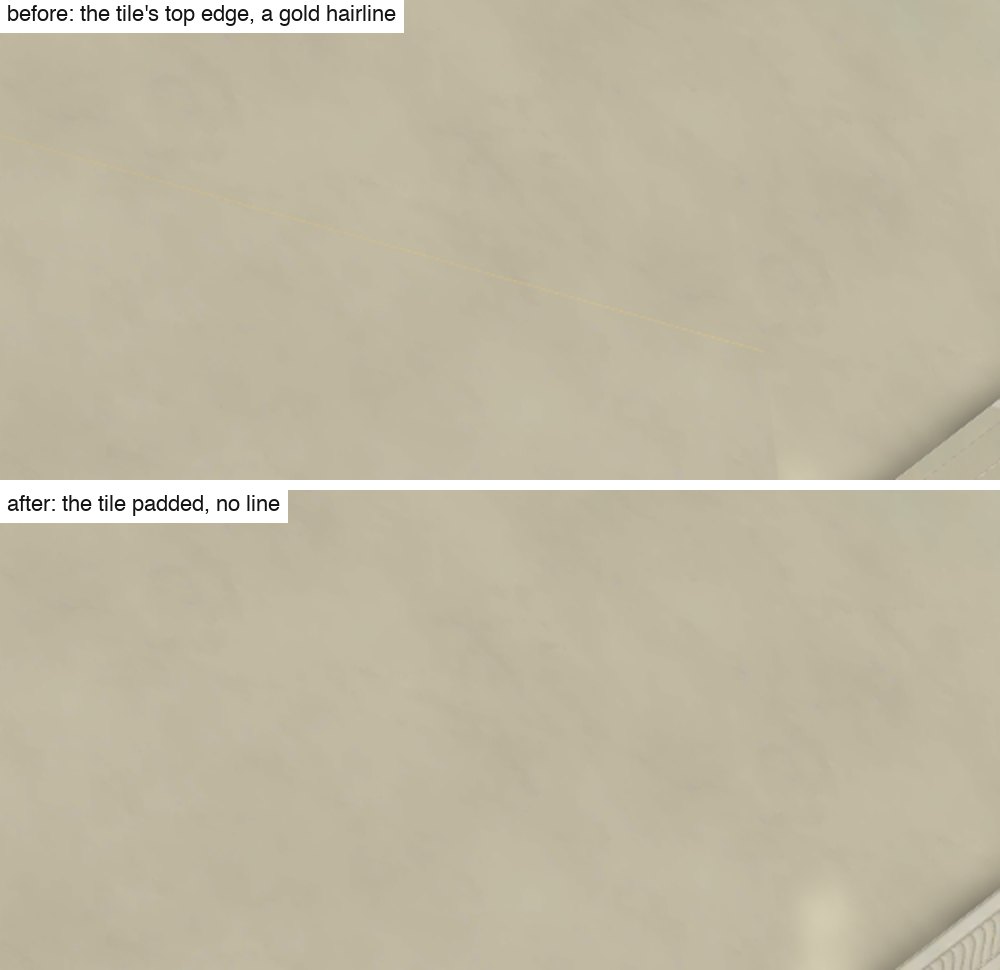 before: the tile's top edge, a gold hairline
after: the tile padded, no line